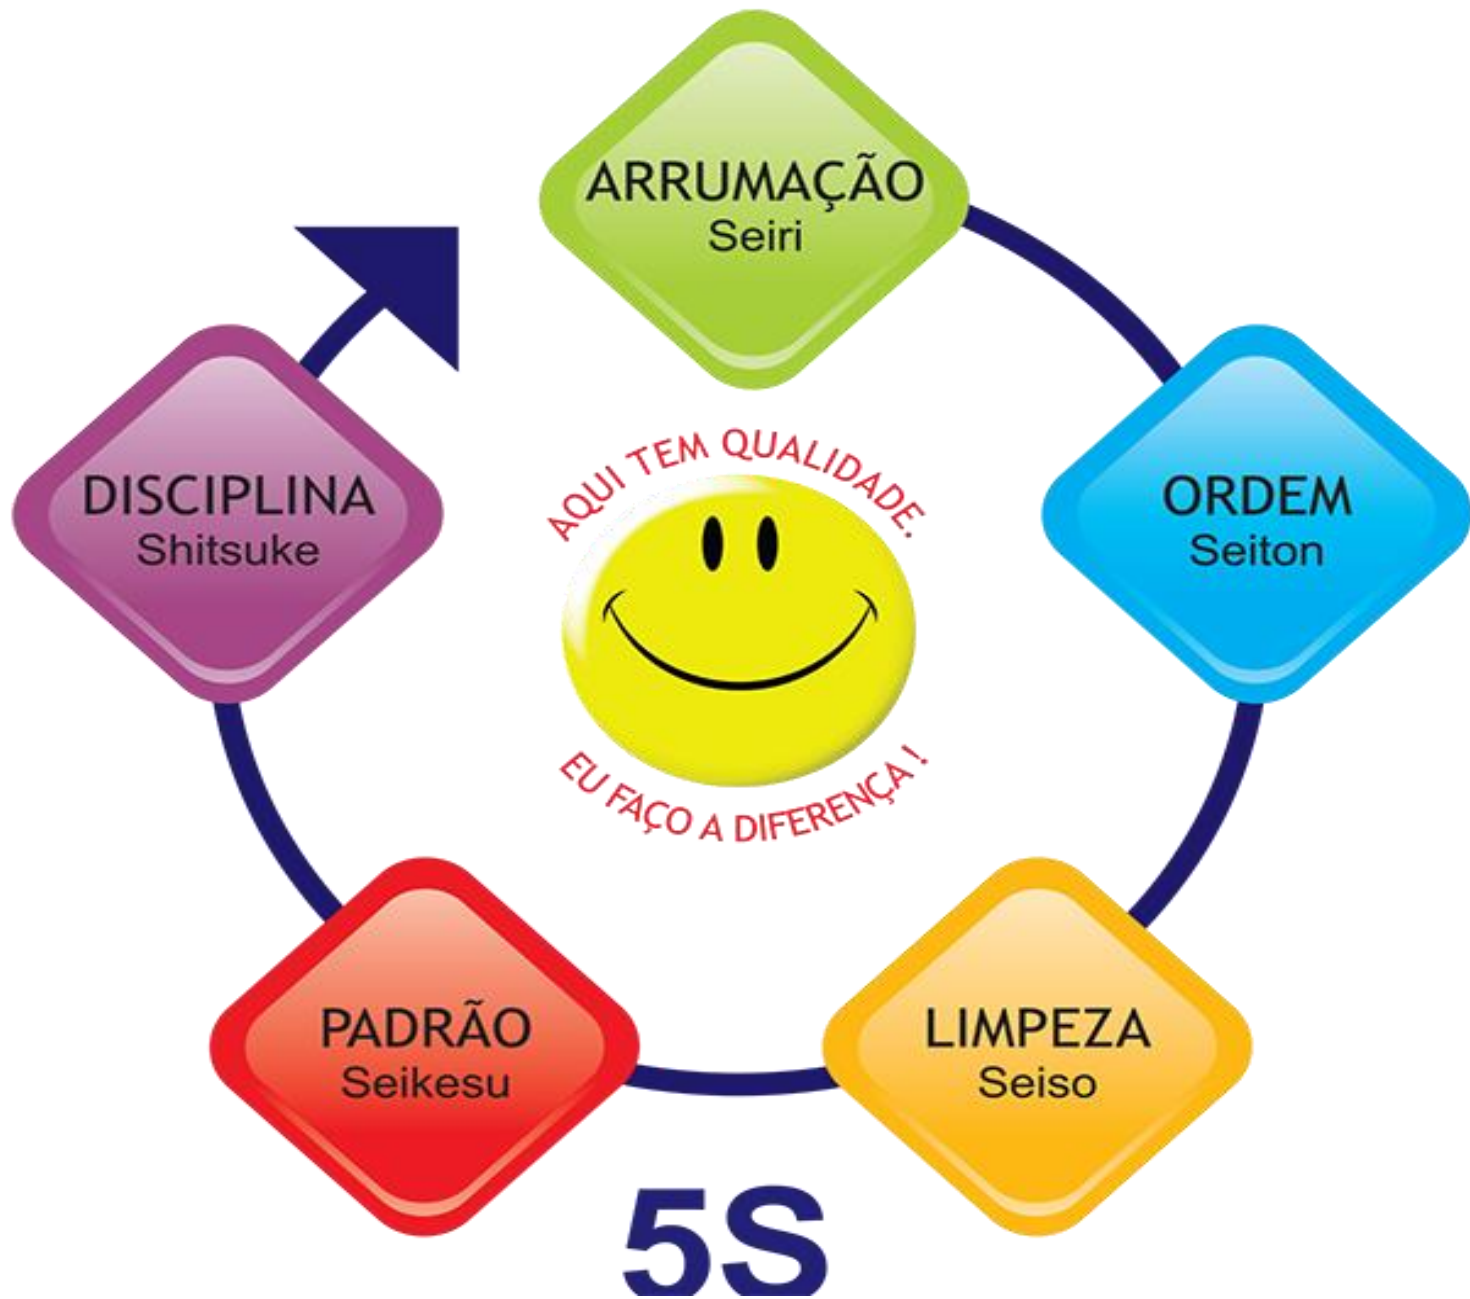 ARRUMAÇÃO
Seiri
ORDEM
Seiton
LIMPEZA
Seiso
PADRÃO
Seikesu
DISCIPLINA
Shitsuke
AQUI TEM QUALIDADE.
EU FAÇO A DIFERENÇA !
5S